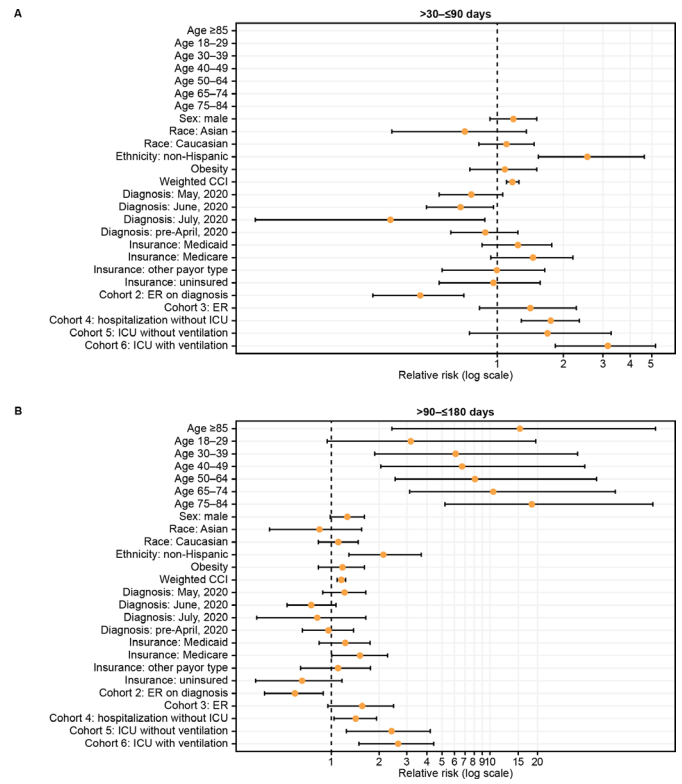 A
>30–≤90 days
Age ≥85
Age 18–29
Age 30–39
Age 40–49
Age 50–64
Age 65–74
Age 75–84
Sex: male
Race: Asian
Race: Caucasian
Ethnicity: non-Hispanic
Obesity
Weighted CCI
Diagnosis: May, 2020
Diagnosis: June, 2020
Diagnosis: July, 2020
Diagnosis: pre-April, 2020
Insurance: Medicaid
Insurance: Medicare
Insurance: other payor type
Insurance: uninsured
Cohort 2: ER on diagnosis
Cohort 3: ER
Cohort 4: hospitalization without ICU
Cohort 5: ICU without ventilation
Cohort 6: ICU with ventilation
1 2 3 4 5
Relative risk (log scale)
B
>90–≤180 days
Age ≥85
Age 18–29
Age 30–39
Age 40–49
Age 50–64
Age 65–74
Age 75–84
Sex: male
Race: Asian
Race: Caucasian
Ethnicity: non-Hispanic
Obesity
Weighted CCI
Diagnosis: May, 2020
Diagnosis: June, 2020
Diagnosis: July, 2020
Diagnosis: pre-April, 2020
Insurance: Medicaid
Insurance: Medicare
Insurance: other payor type
Insurance: uninsured
Cohort 2: ER on diagnosis
Cohort 3: ER
Cohort 4: hospitalization without ICU
Cohort 5: ICU without ventilation
Cohort 6: ICU with ventilation
1 2 3 4 5 6 7 8 9 10 15 20
Relative risk (log scale)